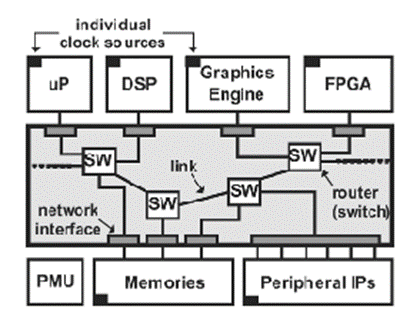 individual
clock sources
uP
DSP
Graphics
Engine
FPGA
SW
SW
link
SW
SW
router
(switch)
network
interface
PMU
Memories
Peripheral IPs